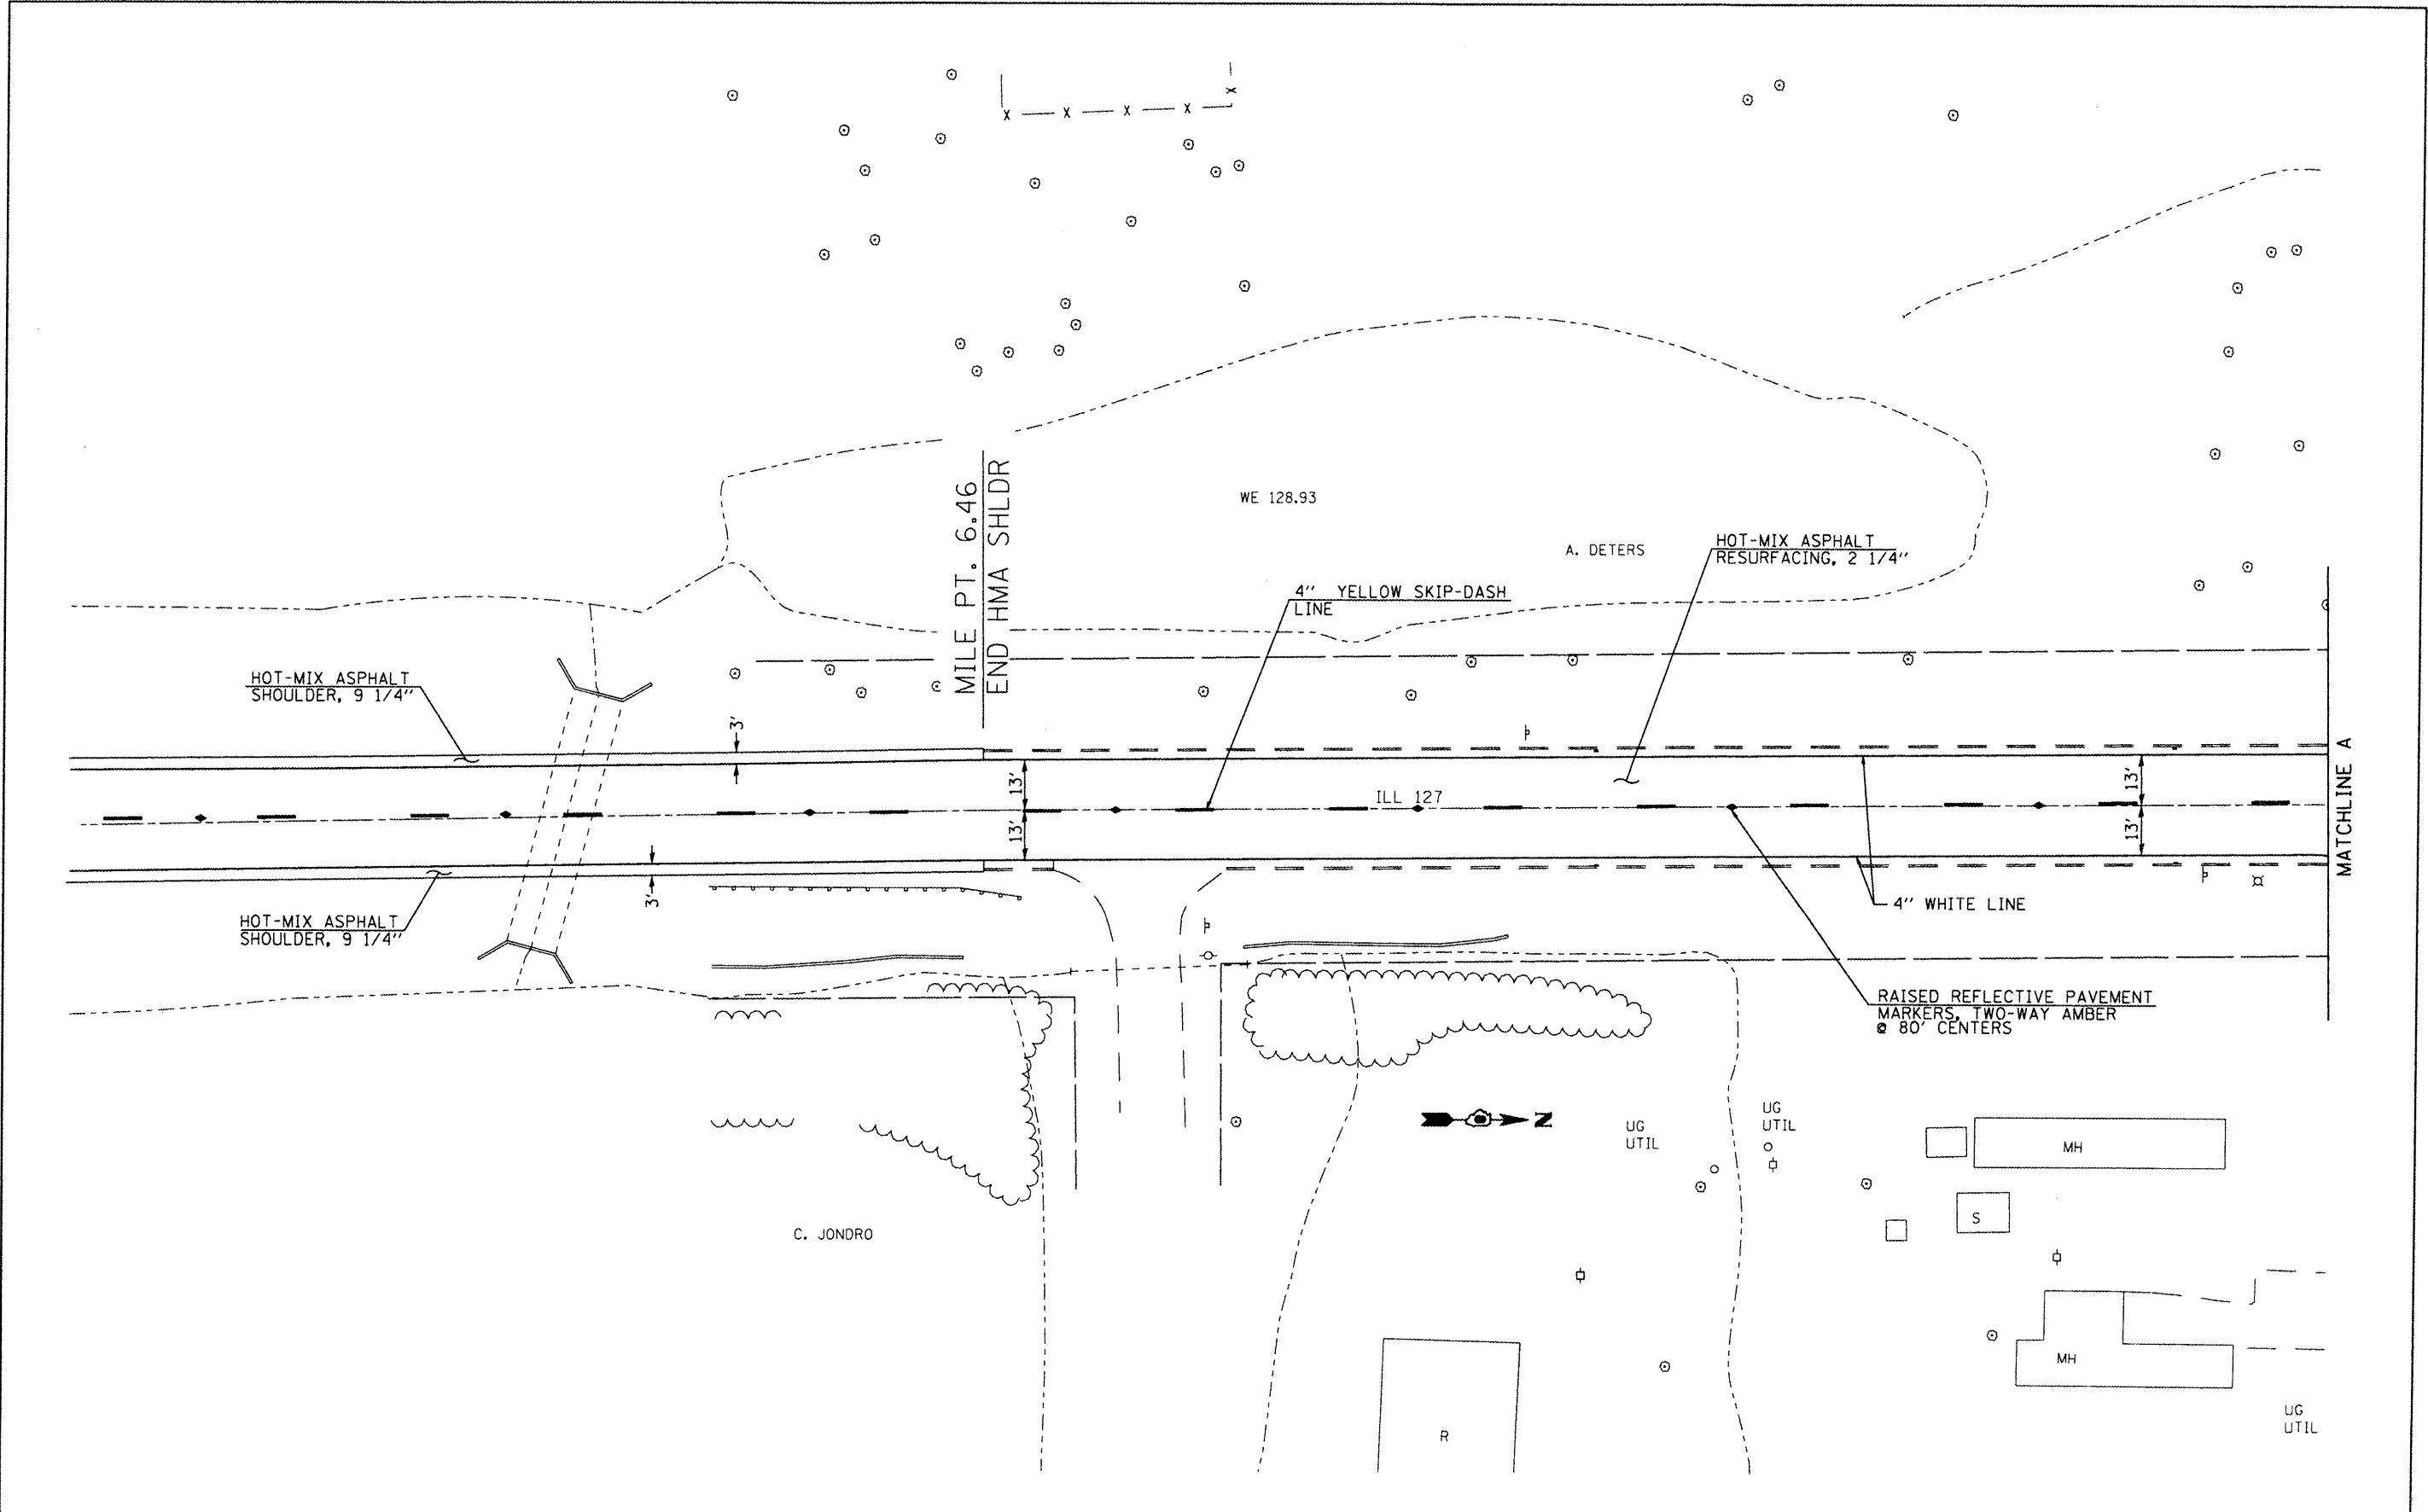 X X X X X
MILE PT. 6.46
END HMA SHLDR
WE 128.93
A. DETERS
HOT-MIX ASPHALT
RESURFACING, 2 1/4"
4" YELLOW SKIP-DASH
LINE
HOT-MIX ASPHALT
SHOULDER, 9 1/4"
3'
13'
13'
ILL 127
13'
13'
MATCHLINE A
3'
HOT-MIX ASPHALT
SHOULDER, 9 1/4"
4" WHITE LINE
RAISED REFLECTIVE PAVEMENT
MARKERS, TWO-WAY AMBER
@ 80' CENTERS
N
UG
UTIL
UG
UTIL
MH
S
C. JONDRO
MH
R
UG
UTIL